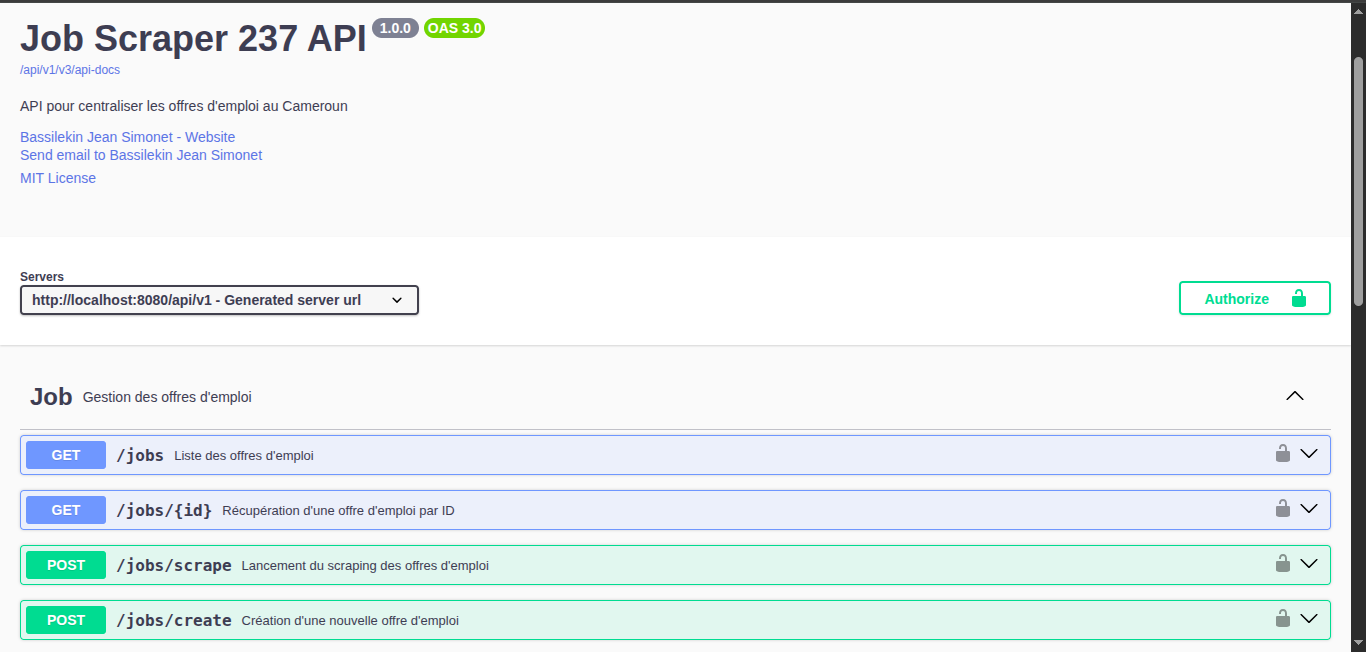 Job Scraper 237 API 1.0.0 OAS 3.0
/api/v1/v3/api-docs
API pour centraliser les offres d'emploi au Cameroun
Bassilekin Jean Simonet - Website
Send email to Bassilekin Jean Simonet
MIT License
Servers
http://localhost:8080/api/v1 - Generated server url
Authorize
Job Gestion des offres d'emploi
GET /jobs Liste des offres d'emploi
GET /jobs/{id} Récupération d'une offre d'emploi par ID
POST /jobs/scrape Lancement du scraping des offres d'emploi
POST /jobs/create Création d'une nouvelle offre d'emploi